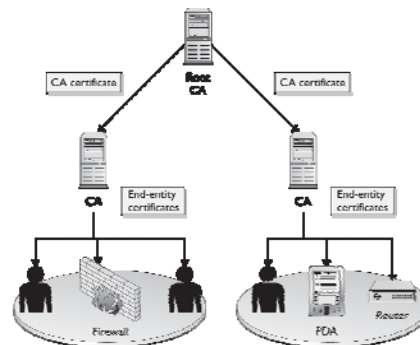 Root
CA
CA certificate
CA certificate
CA
CA
End-entity
certificates
End-entity
certificates
Firewall
PDA
Router